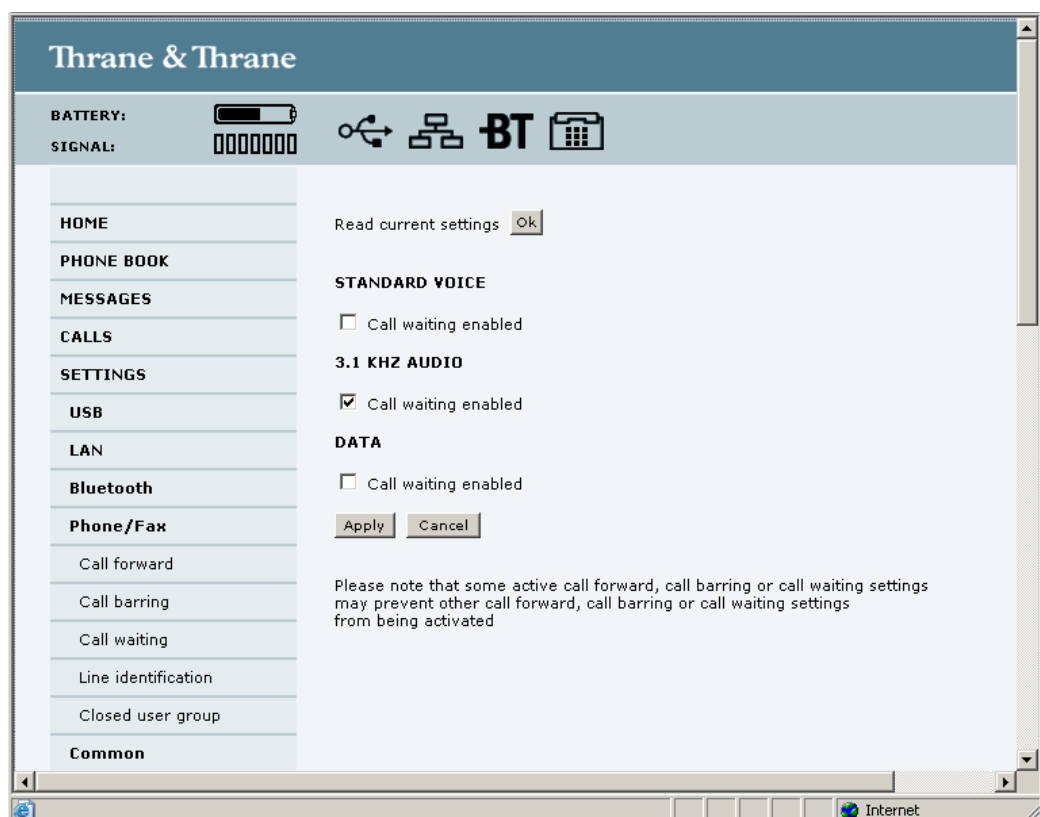 Thrane & Thrane
BATTERY:
SIGNAL:
BT
HOME
PHONE BOOK
MESSAGES
CALLS
SETTINGS
USB
LAN
Bluetooth
Phone/Fax
Call forward
Call barring
Call waiting
Line identification
Closed user group
Common
Read current settings Ok
STANDARD VOICE
Call waiting enabled
3.1 KHZ AUDIO
Call waiting enabled
DATA
Call waiting enabled
Apply Cancel
Please note that some active call forward, call barring or call waiting settings
may prevent other call forward, call barring or call waiting settings
from being activated
Internet